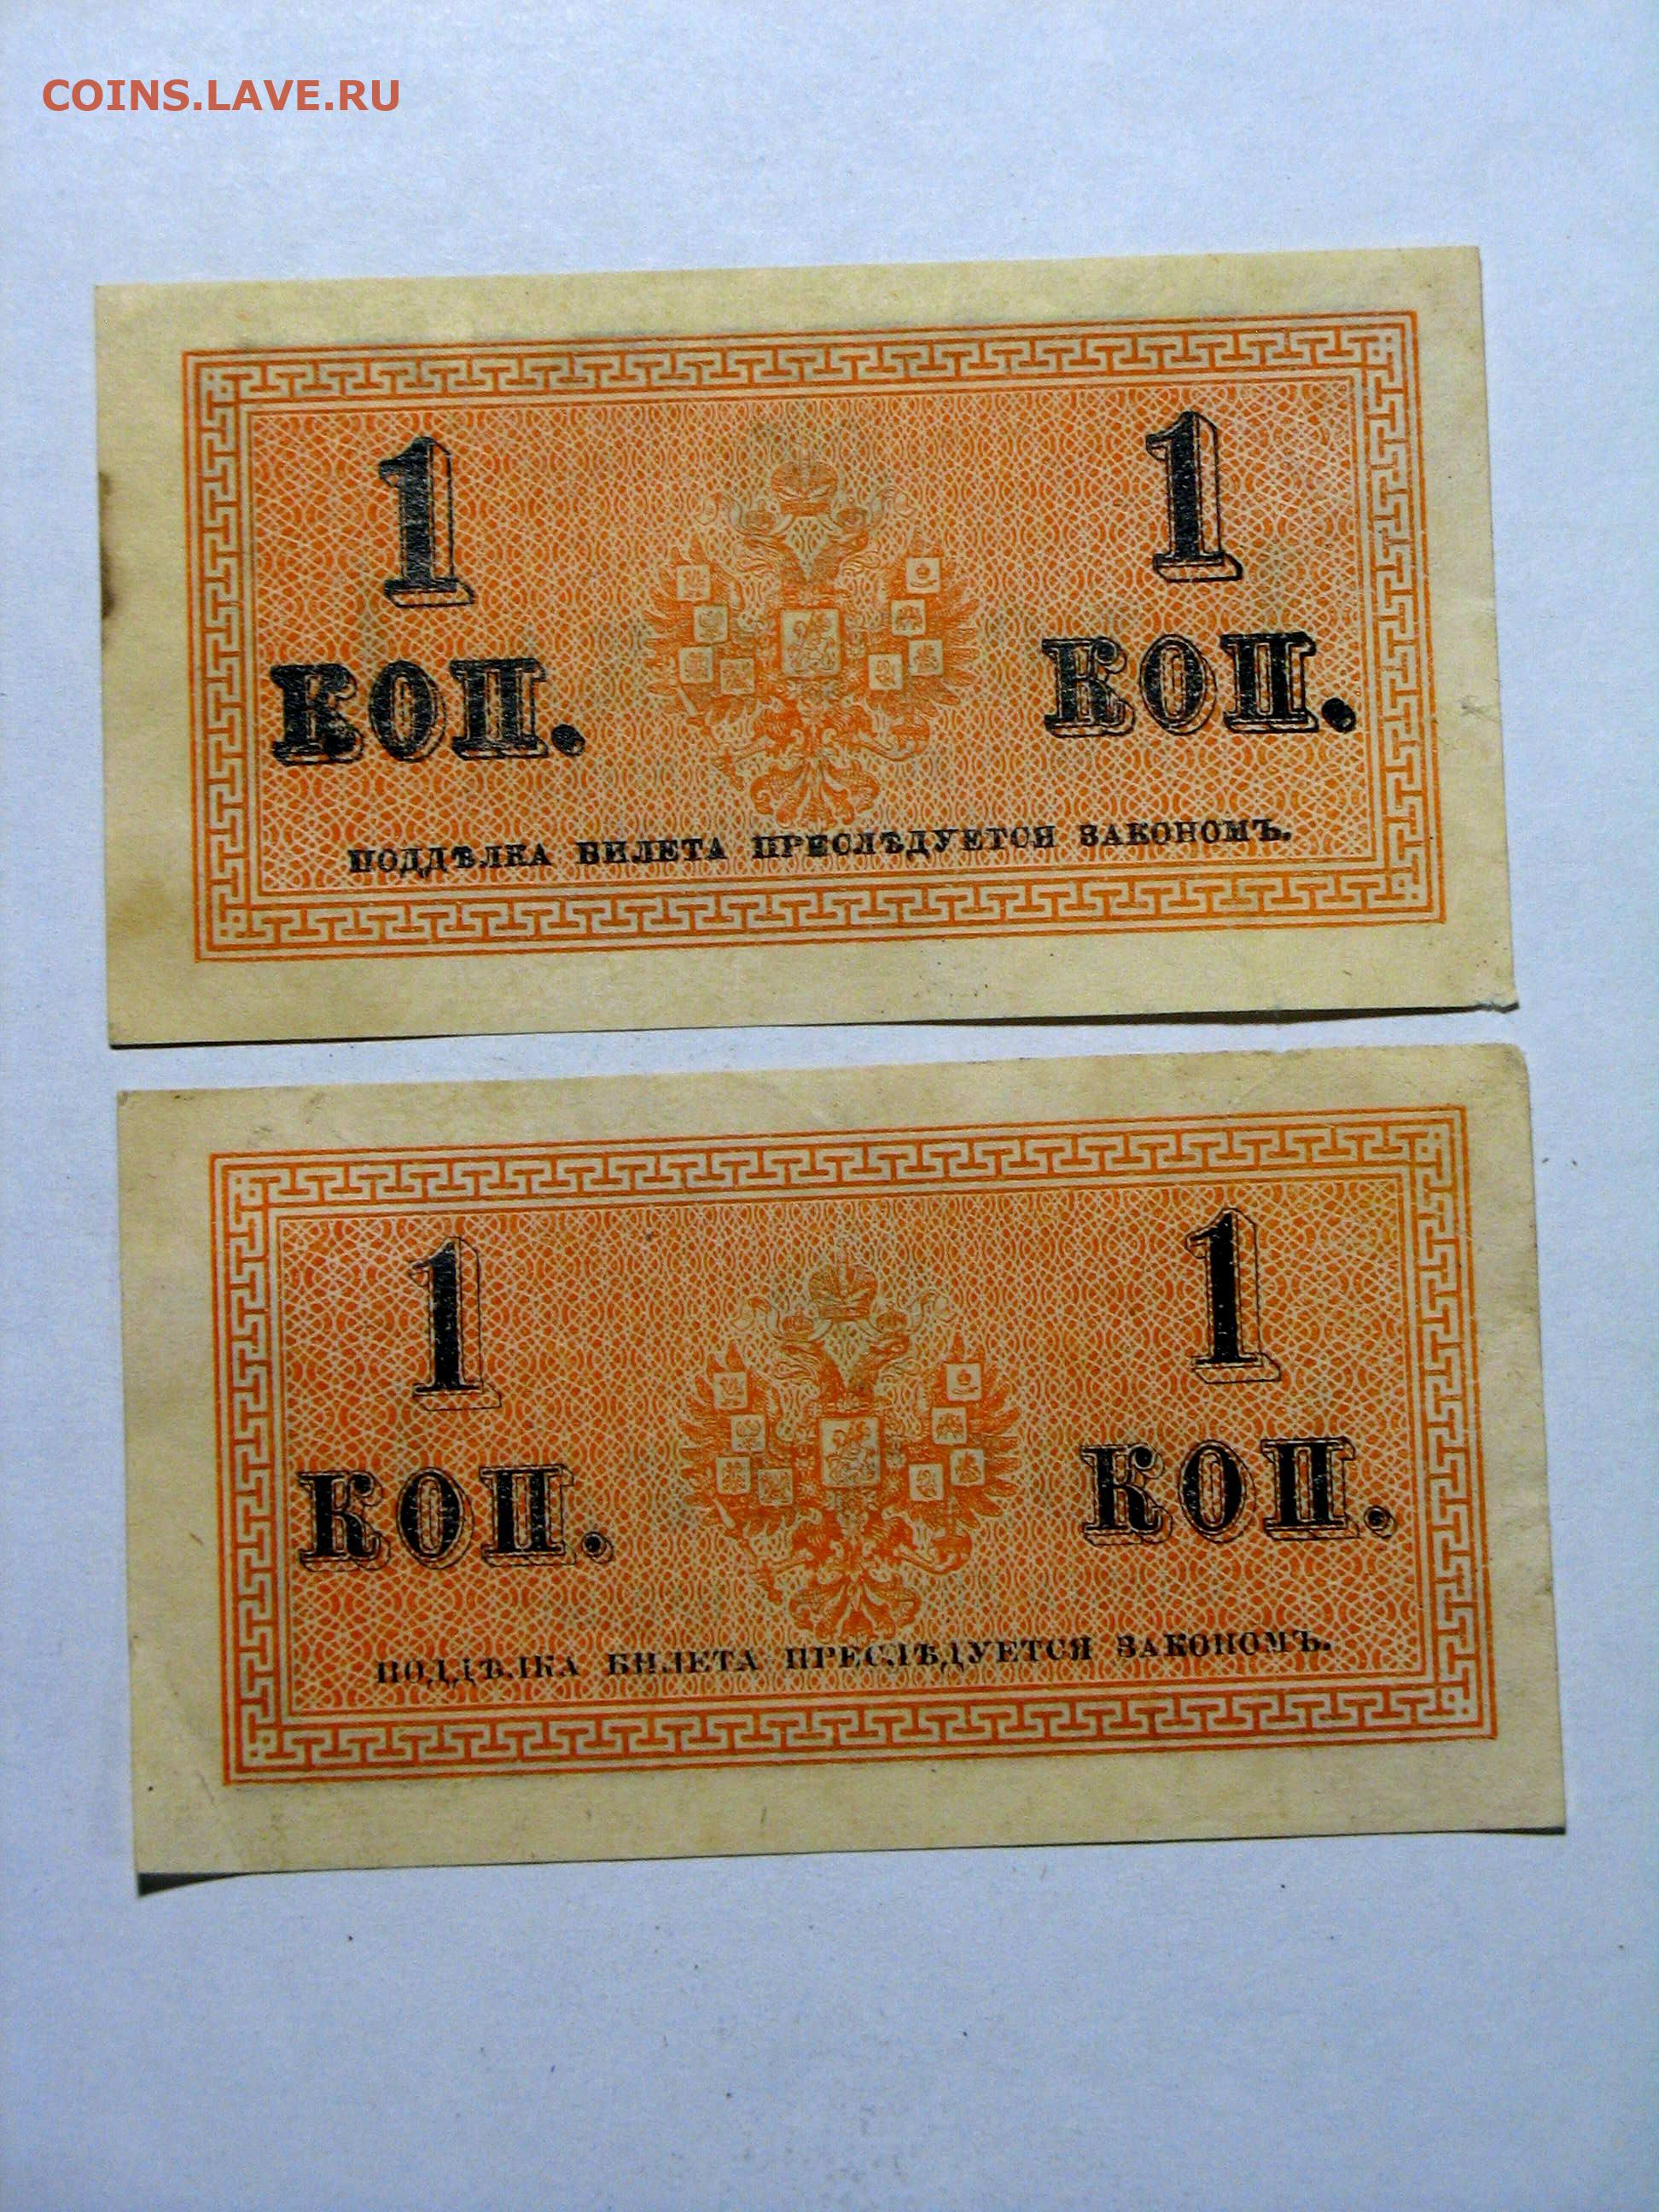 COINS.LAVE.RU
1 1
КОП. КОП.
ПОДДѢЛКА БИЛЕТА ПРЕСЛѢДУЕТСЯ ЗАКОНОМЪ.
1 1
КОП. КОП.
ПОДДѢЛКА БИЛЕТА ПРЕСЛѢДУЕТСЯ ЗАКОНОМЪ.